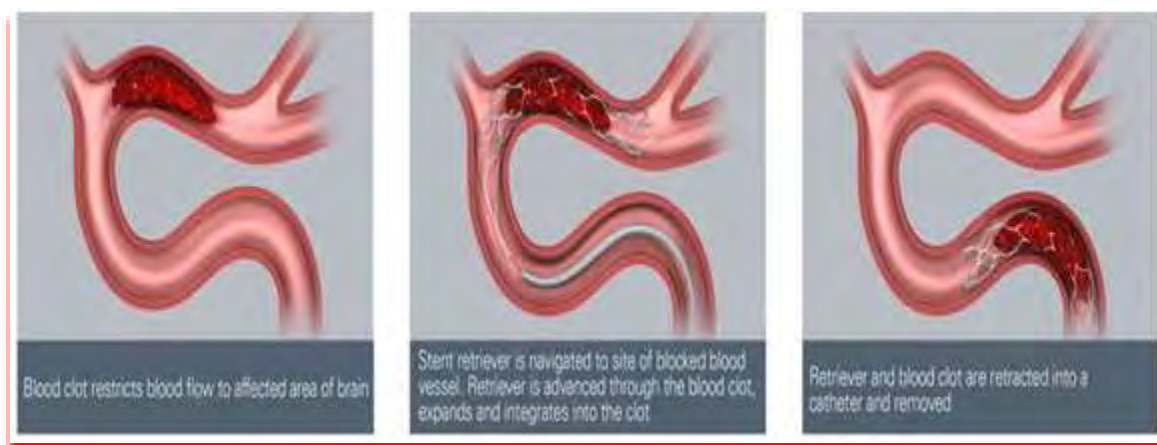 Blood clot restricts blood flow to affected area of brain
Stent retriever is navigated to site of blocked blood
vessel. Retriever is advanced through the blood clot,
expands and integrates into the clot
Retriever and blood clot are retracted into a
catheter and removed